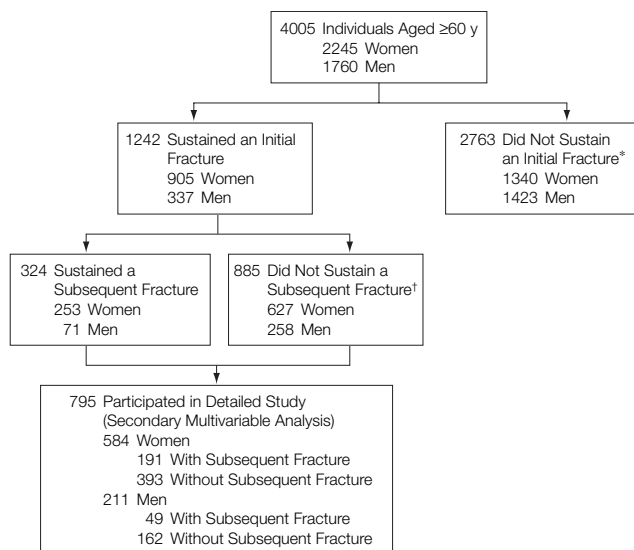 4005 Individuals Aged ≥60 y
2245 Women
1760 Men
1242 Sustained an Initial
Fracture
905 Women
337 Men
2763 Did Not Sustain
an Initial Fracture*
1340 Women
1423 Men
324 Sustained a
Subsequent Fracture
253 Women
71 Men
885 Did Not Sustain a
Subsequent Fracture†
627 Women
258 Men
795 Participated in Detailed Study
(Secondary Multivariable Analysis)
584 Women
191 With Subsequent Fracture
393 Without Subsequent Fracture
211 Men
49 With Subsequent Fracture
162 Without Subsequent Fracture